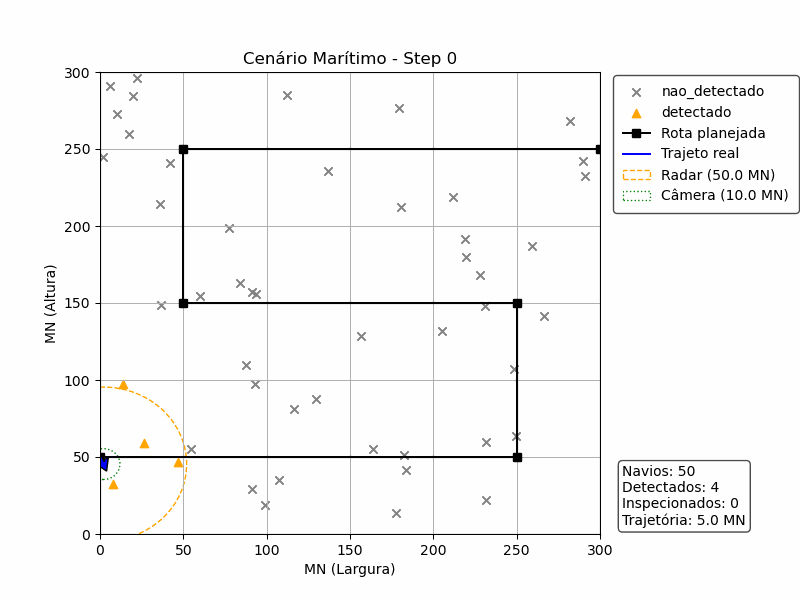 Cenário Marítimo - Step 0
MN (Altura)
300
250
200
150
100
50
0
0 50 100 150 200 250 300
MN (Largura)
nao_detectado
detectado
Rota planejada
Trajeto real
Radar (50.0 MN)
Câmera (10.0 MN)
Navios: 50
Detectados: 4
Inspecionados: 0
Trajetória: 5.0 MN